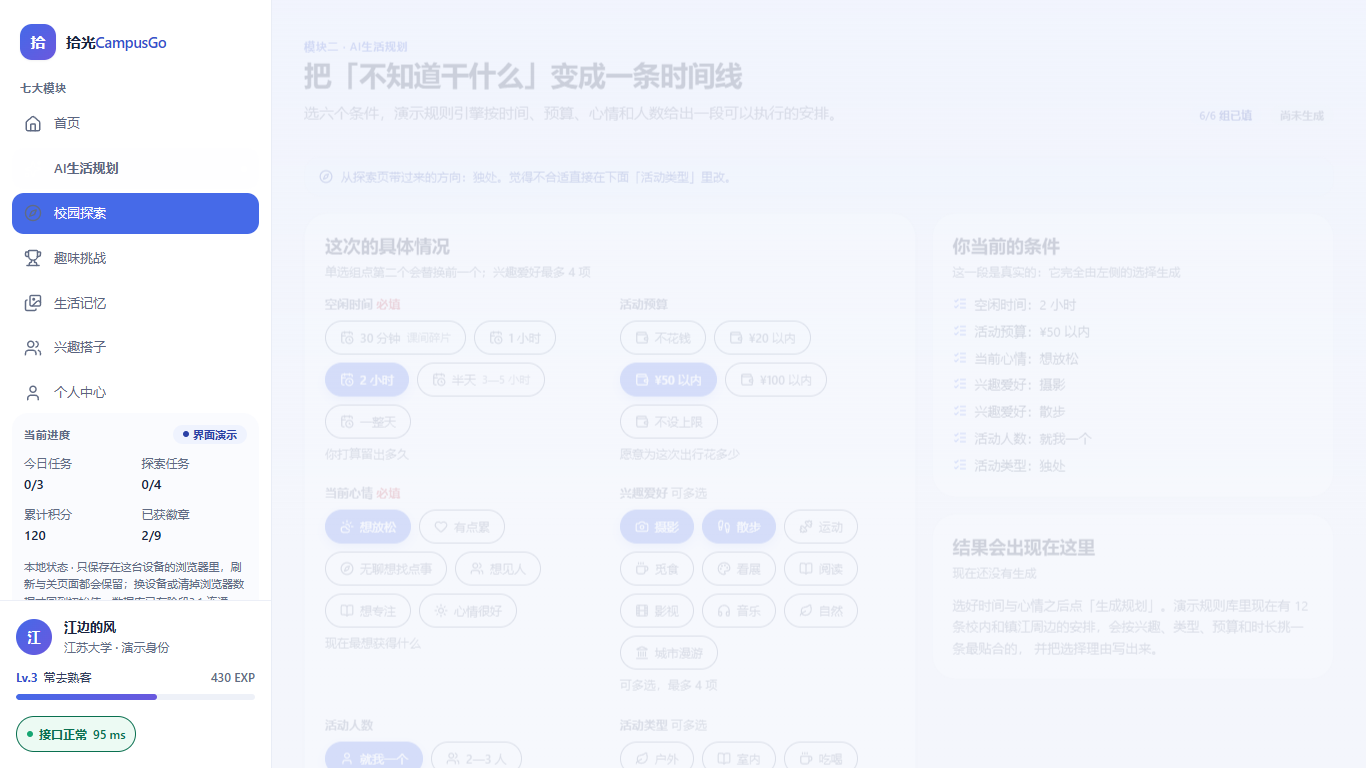 拾 拾光CampusGo
七大模块
首页
AI生活规划
校园探索
趣味挑战
生活记忆
兴趣搭子
个人中心
当前进度 界面演示
今日任务 探索任务
0/3 0/4
累计积分 已获徽章
120 2/9
本地状态 · 只保存在这台设备的浏览器里，刷
新与关页面都会保留；换设备或清掉浏览器数
江 江边的风
江苏大学 · 演示身份
Lv.3 常去熟客 430 EXP
接口正常 95 ms
模块二 · AI生活规划
把「不知道干什么」变成一条时间线
选六个条件，演示规则引擎按时间、预算、心情和人数给出一段可以执行的安排。
6/6 组已填 尚未生成
从探索页带过来的方向：独处。觉得不合适直接在下面「活动类型」里改。
这次的具体情况
单选组点第二个会替换前一个；兴趣爱好最多 4 项
空闲时间 必填
30 分钟 课间碎片 1 小时
2 小时 半天 3—5 小时
一整天
你打算留出多久
活动预算
不花钱 ¥20 以内
¥50 以内 ¥100 以内
不设上限
愿意为这次出行花多少
当前心情 必填
想放松 有点累
无聊想找点事 想见人
想专注 心情很好
现在最想获得什么
兴趣爱好 可多选
摄影 散步 运动
觅食 看展 阅读
影视 音乐 自然
城市漫游
可多选，最多 4 项
活动人数
就我一个 2—3 人
活动类型 可多选
户外 室内 吃喝
你当前的条件
这一段是真实的：它完全由左侧的选择生成
空闲时间：2 小时
活动预算：¥50 以内
当前心情：想放松
兴趣爱好：摄影
兴趣爱好：散步
活动人数：就我一个
活动类型：独处
结果会出现在这里
现在还没有生成
选好时间与心情之后点「生成规划」。演示规则库里现在有 12
条校内和镇江周边的安排，会按兴趣、类型、预算和时长挑一
条最贴合的，并把选择理由写出来。